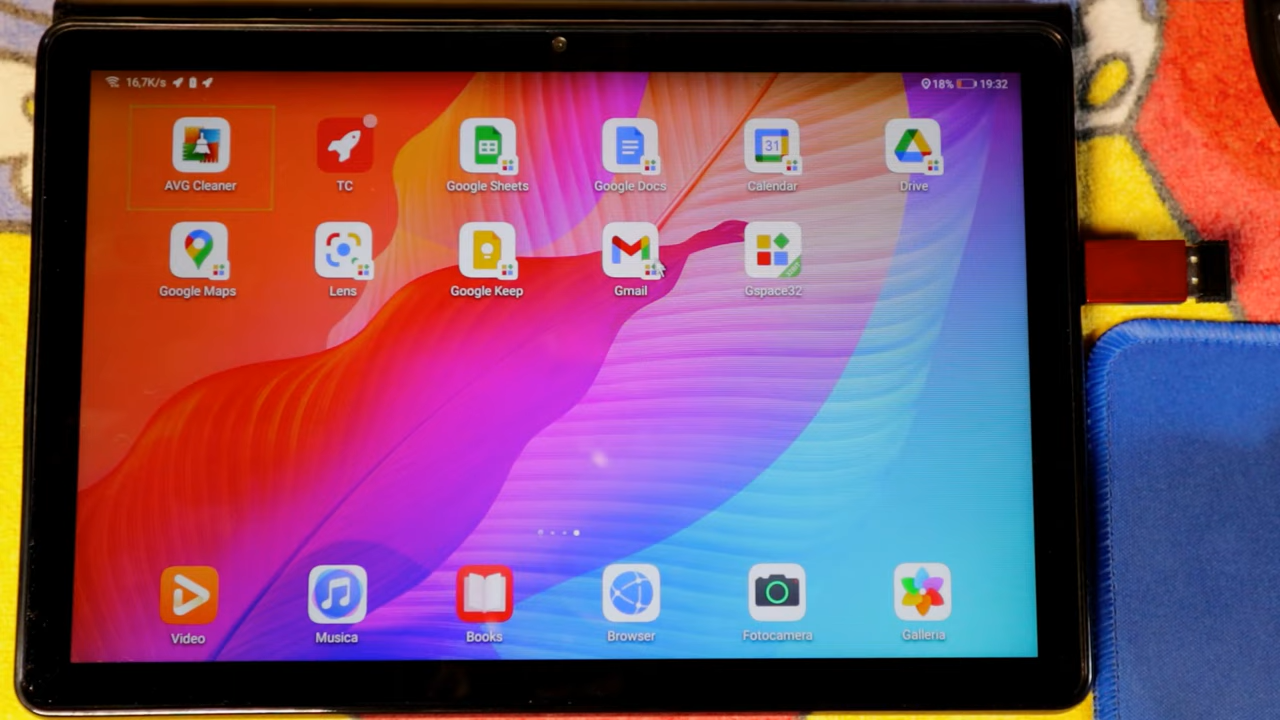 16,7K/s 18% 19:32
AVG Cleaner TC Google Sheets Google Docs 31 Calendar Drive
Google Maps Lens Google Keep Gmail Gspace32
Video Musica Books Browser Fotocamera Galleria